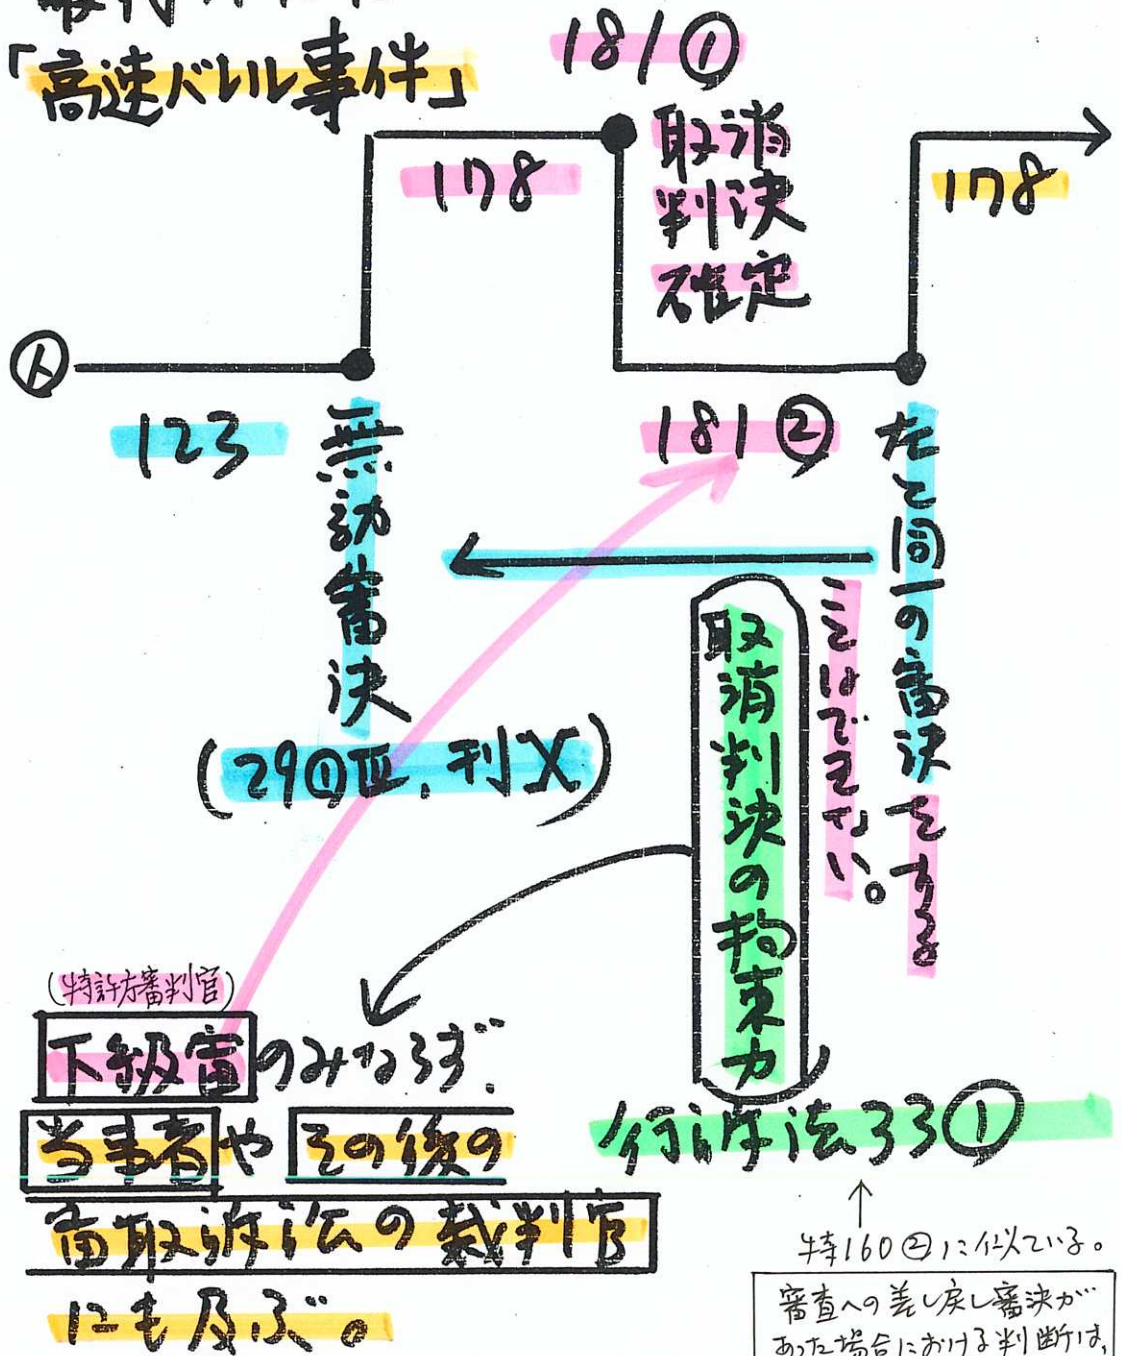 「高速バレル事件」
181①
取消
判決
確定
178
178
Ⓘ
123
無効審決
(29①Ⅲ, 刊X)
181②
左と同一の審決をする
ことはできない。
取消判決の拘束力
行訴法33①
(特許庁審判官)
下級審のみならず、
当事者や その後の
審取訴訟の裁判官
にも及ぶ。
↑
特160②に似ている。
審査への差し戻し審決が
あった場合における判断は、